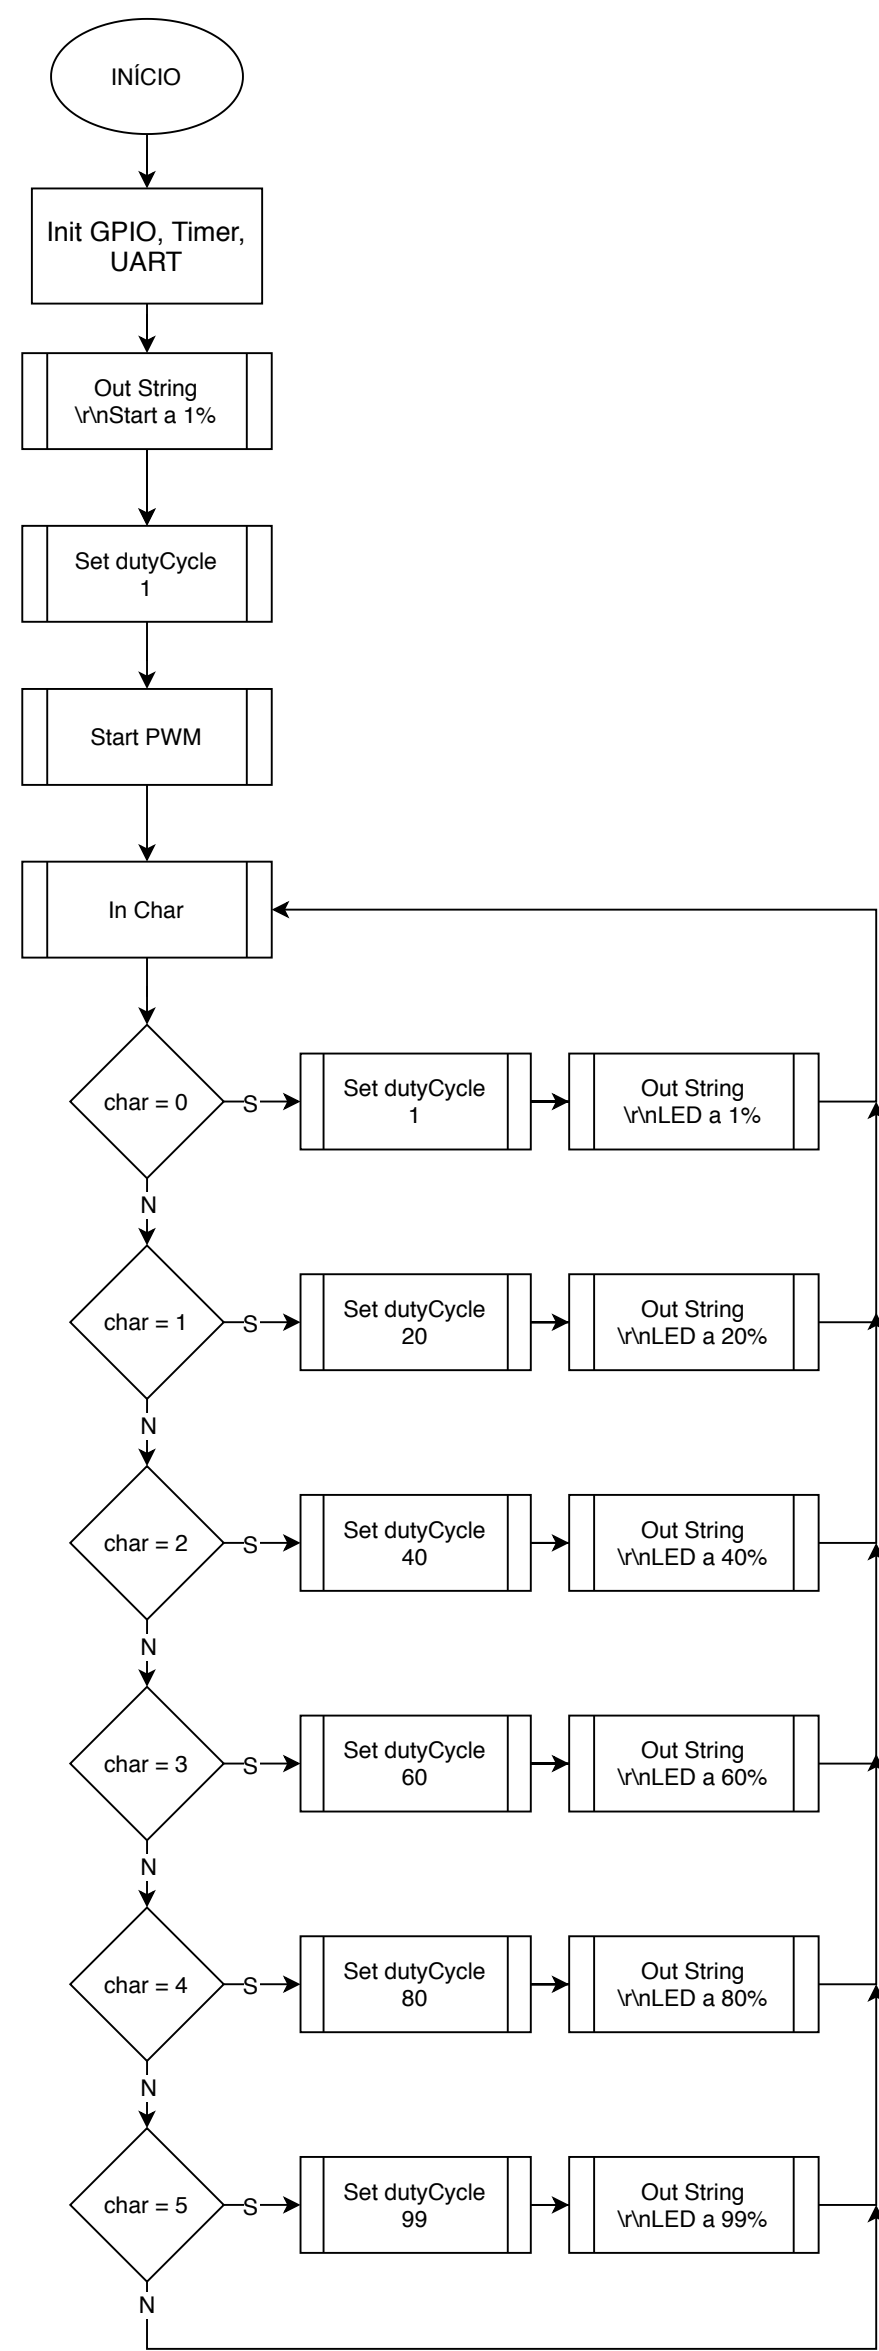 INÍCIO
Init GPIO, Timer,
UART
Out String
\r\nStart a 1%
Set dutyCycle
1
Start PWM
In Char
char = 0
S
Set dutyCycle
1
Out String
\r\nLED a 1%
N
char = 1
S
Set dutyCycle
20
Out String
\r\nLED a 20%
N
char = 2
S
Set dutyCycle
40
Out String
\r\nLED a 40%
N
char = 3
S
Set dutyCycle
60
Out String
\r\nLED a 60%
N
char = 4
S
Set dutyCycle
80
Out String
\r\nLED a 80%
N
char = 5
S
Set dutyCycle
99
Out String
\r\nLED a 99%
N